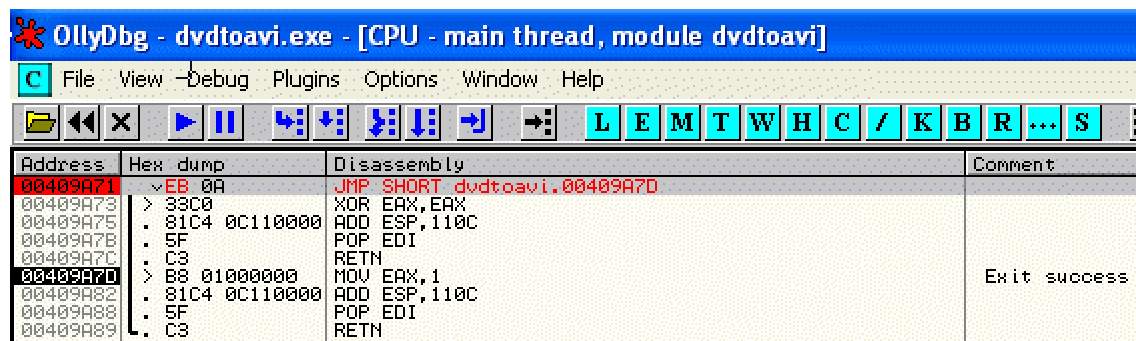 OllyDbg - dvdtoavi.exe - [CPU - main thread, module dvdtoavi]
C File View Debug Plugins Options Window Help
L E M T W H C / K B R ... S
Address Hex dump Disassembly Comment
00409A71 EB 0A JMP SHORT dvdtoavi.00409A7D
00409A73 > 33C0 XOR EAX,EAX
00409A75 . 81C4 0C110000 ADD ESP,110C
00409A7B . 5F POP EDI
00409A7C . C3 RETN
00409A7D > B8 01000000 MOV EAX,1 Exit success
00409A82 . 81C4 0C110000 ADD ESP,110C
00409A88 . 5F POP EDI
00409A89 . C3 RETN